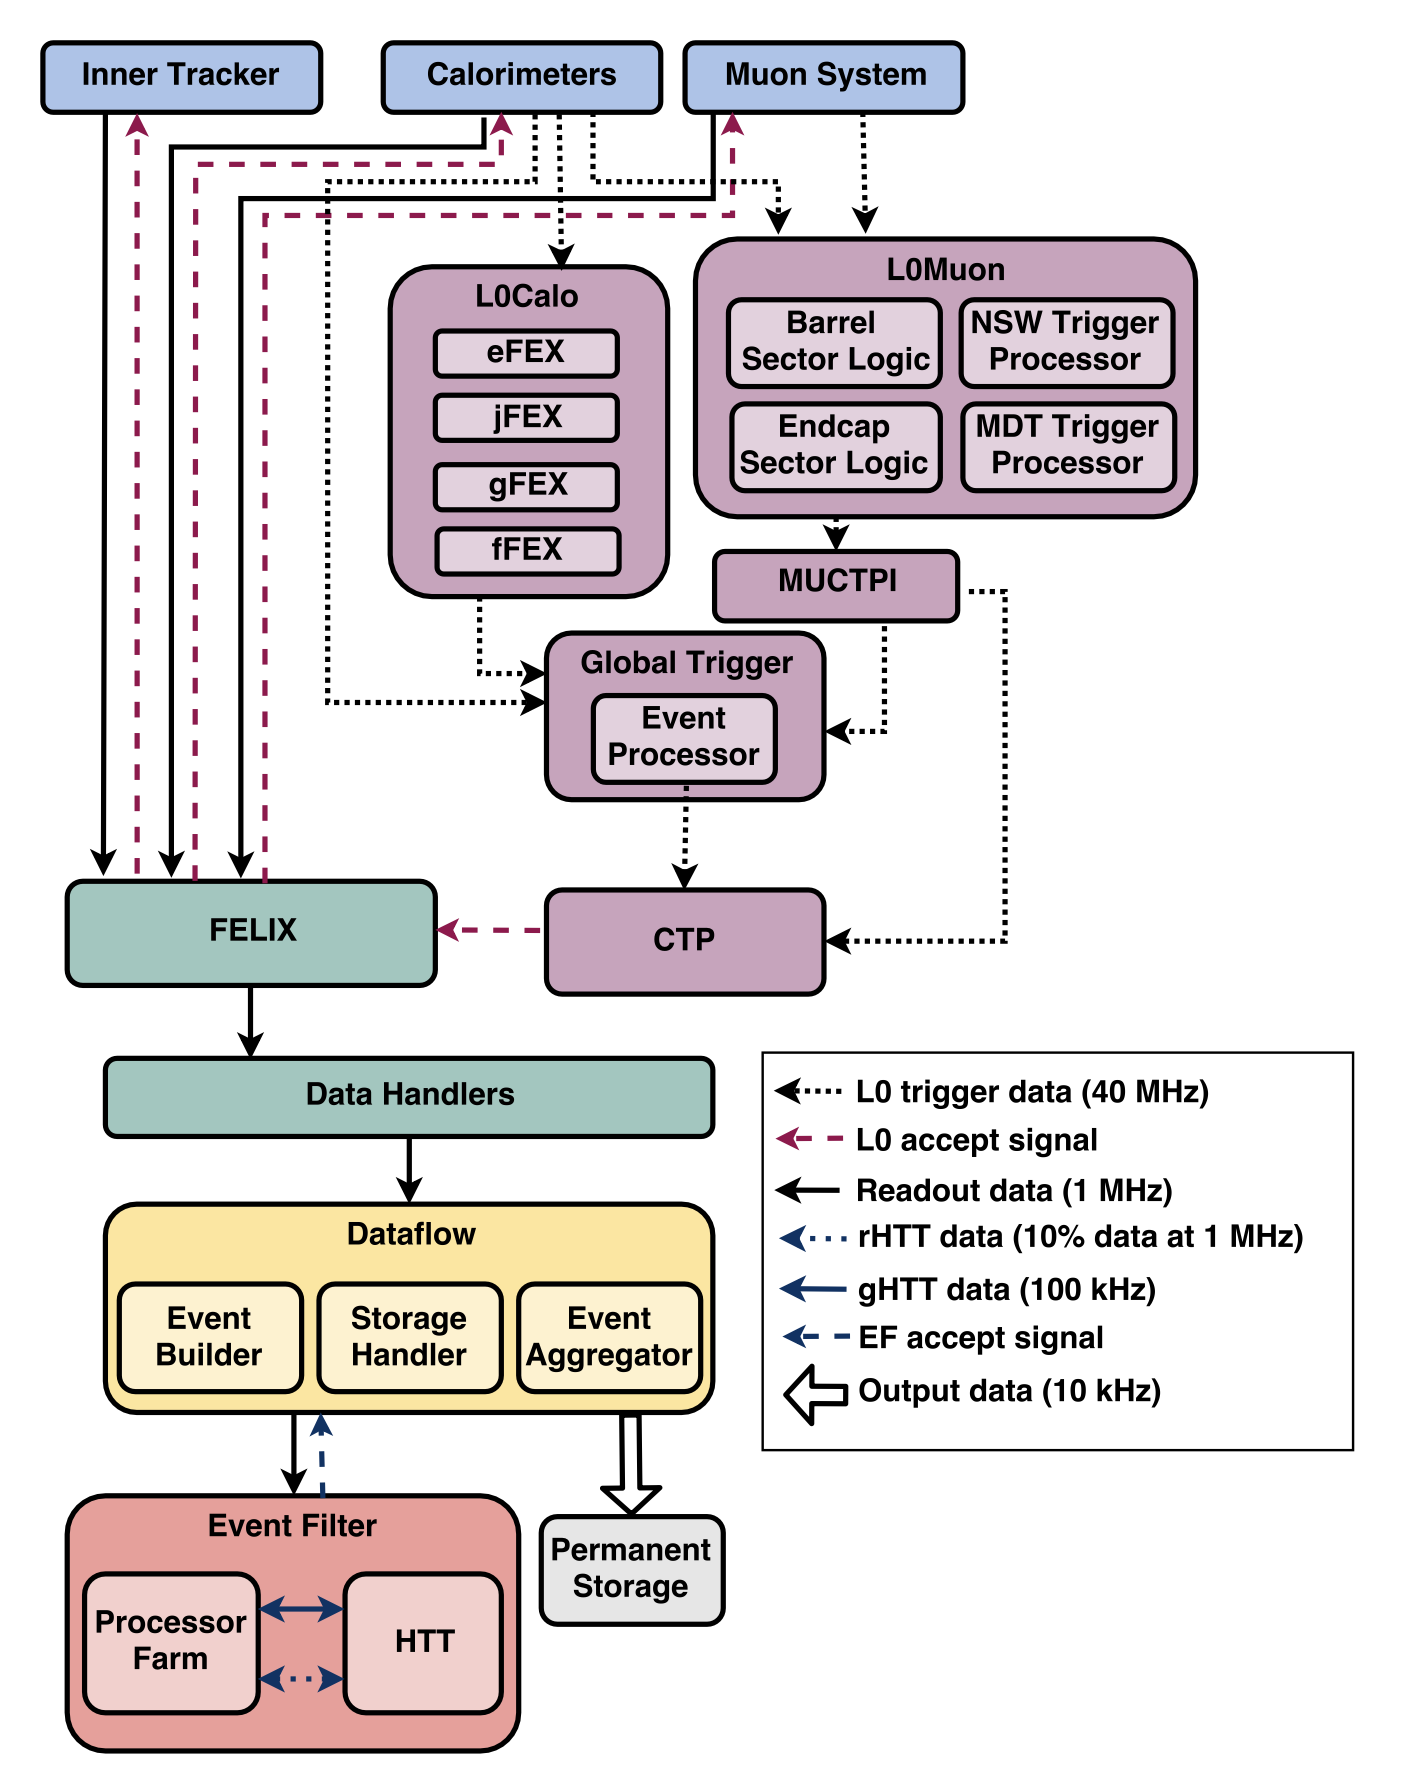 Inner Tracker
Calorimeters
Muon System
L0Calo
eFEX
jFEX
gFEX
fFEX
L0Muon
Barrel
Sector Logic
NSW Trigger
Processor
Endcap
Sector Logic
MDT Trigger
Processor
MUCTPI
Global Trigger
Event
Processor
FELIX
CTP
Data Handlers
Dataflow
Event
Builder
Storage
Handler
Event
Aggregator
Event Filter
Processor
Farm
HTT
Permanent
Storage
L0 trigger data (40 MHz)
L0 accept signal
Readout data (1 MHz)
rHTT data (10% data at 1 MHz)
gHTT data (100 kHz)
EF accept signal
Output data (10 kHz)